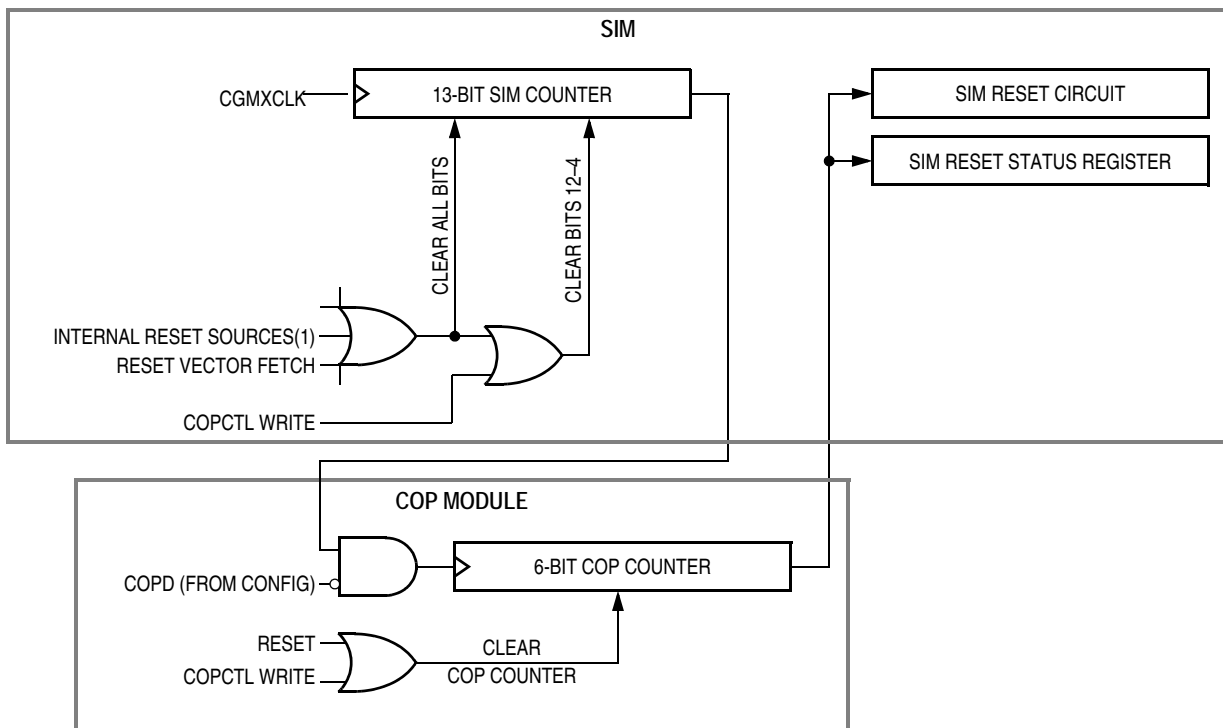 SIM
CGMXCLK
13-BIT SIM COUNTER
SIM RESET CIRCUIT
SIM RESET STATUS REGISTER
CLEAR ALL BITS
CLEAR BITS 12–4
INTERNAL RESET SOURCES(1)
RESET VECTOR FETCH
COPCTL WRITE
COP MODULE
COPD (FROM CONFIG)
6-BIT COP COUNTER
RESET
COPCTL WRITE
CLEAR
COP COUNTER